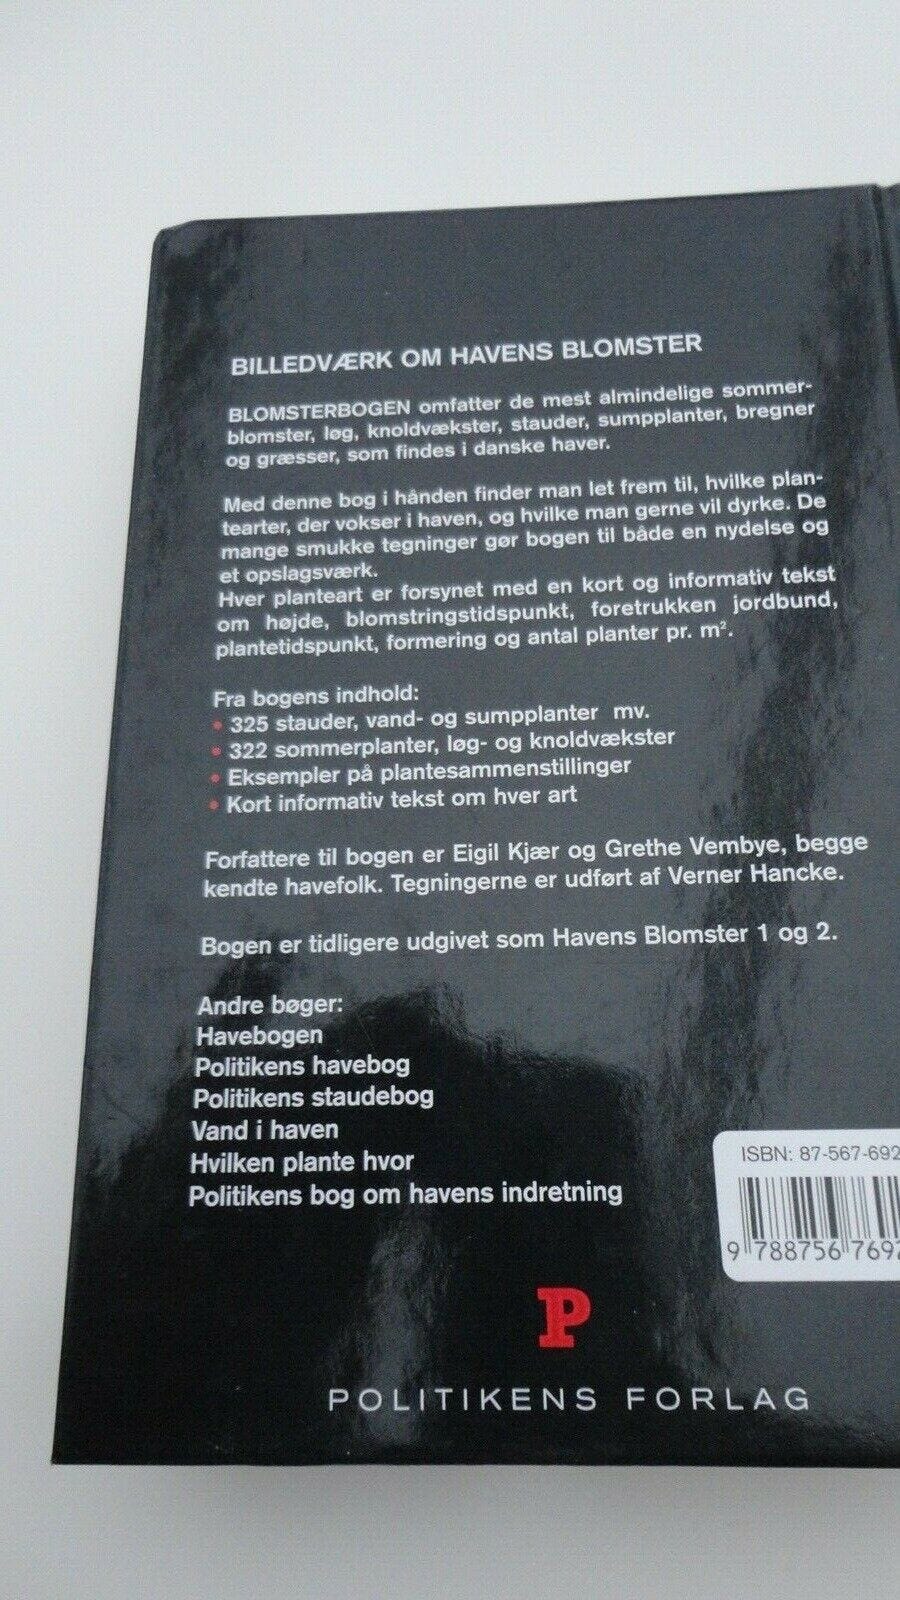 BILLEDVÆRK OM HAVENS BLOMSTER
BLOMSTERBOGEN omfatter de mest almindelige sommer-
blomster, løg, knoldvækster, stauder, sumpplanter, bregner
og græsser, som findes i danske haver.
Med denne bog i hånden finder man let frem til, hvilke plan-
tearter, der vokser i haven, og hvilke man gerne vil dyrke. De
mange smukke tegninger gør bogen til både en nydelse og
et opslagsværk.
Hver planteart er forsynet med en kort og informativ tekst
om højde, blomstringstidspunkt, foretrukken jordbund,
plantetidspunkt, formering og antal planter pr. m².
Fra bogens indhold:
• 325 stauder, vand- og sumpplanter mv.
• 322 sommerplanter, løg- og knoldvækster
• Eksempler på plantesammenstillinger
• Kort informativ tekst om hver art
Forfattere til bogen er Eigil Kjær og Grethe Vembye, begge
kendte havefolk. Tegningerne er udført af Verner Hancke.
Bogen er tidligere udgivet som Havens Blomster 1 og 2.
Andre bøger:
Havebogen
Politikens havebog
Politikens staudebog
Vand i haven
Hvilken plante hvor
Politikens bog om havens indretning
ISBN: 87-567-692
9 788756 7692
P
POLITIKENS FORLAG